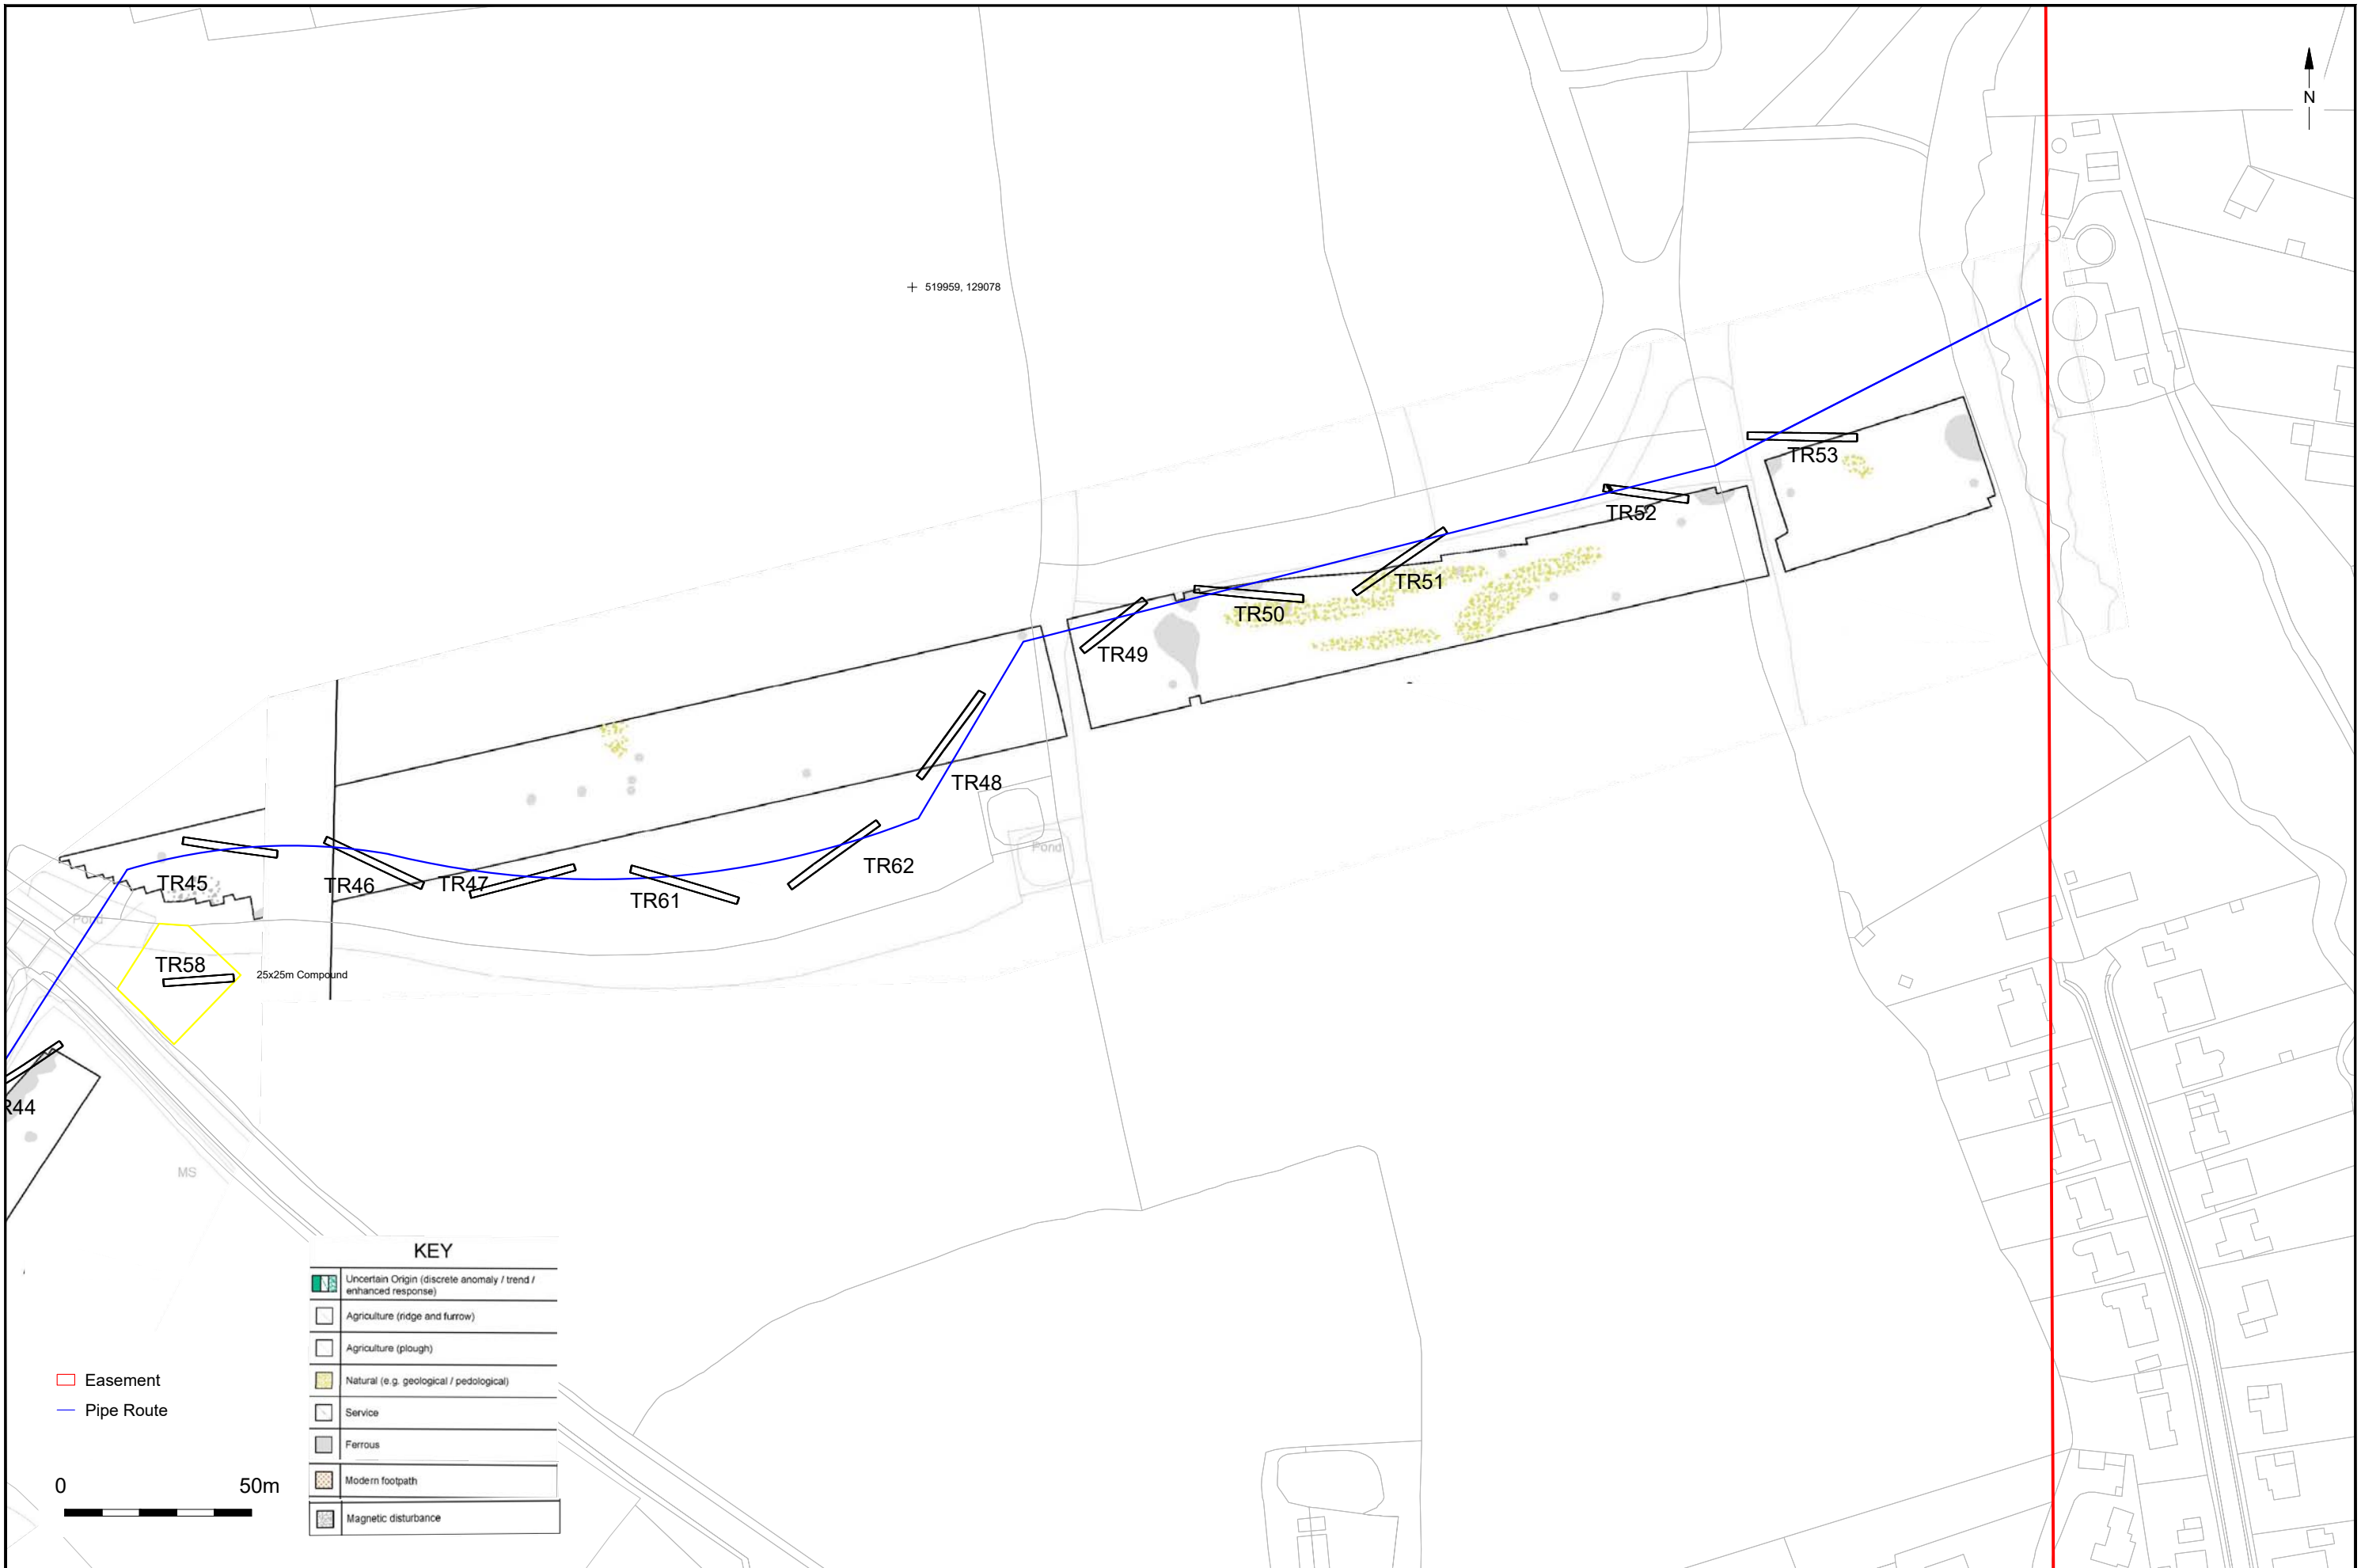 N
519959, 129078
TR53
TR52
TR51
TR50
TR49
TR48
Pond
TR62
TR45
TR46
TR47
TR61
Pond
TR58
25x25m Compound
R44
MS
KEY
Uncertain Origin (discrete anomaly / trend /
enhanced response)
Agriculture (ridge and furrow)
Agriculture (plough)
Natural (e.g. geological / pedological)
Service
Ferrous
Modern footpath
Magnetic disturbance
Easement
Pipe Route
0 50m